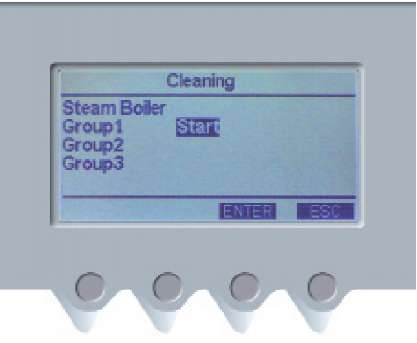 Cleaning
Steam Boiler
Group1 Start
Group2
Group3
ENTER ESC